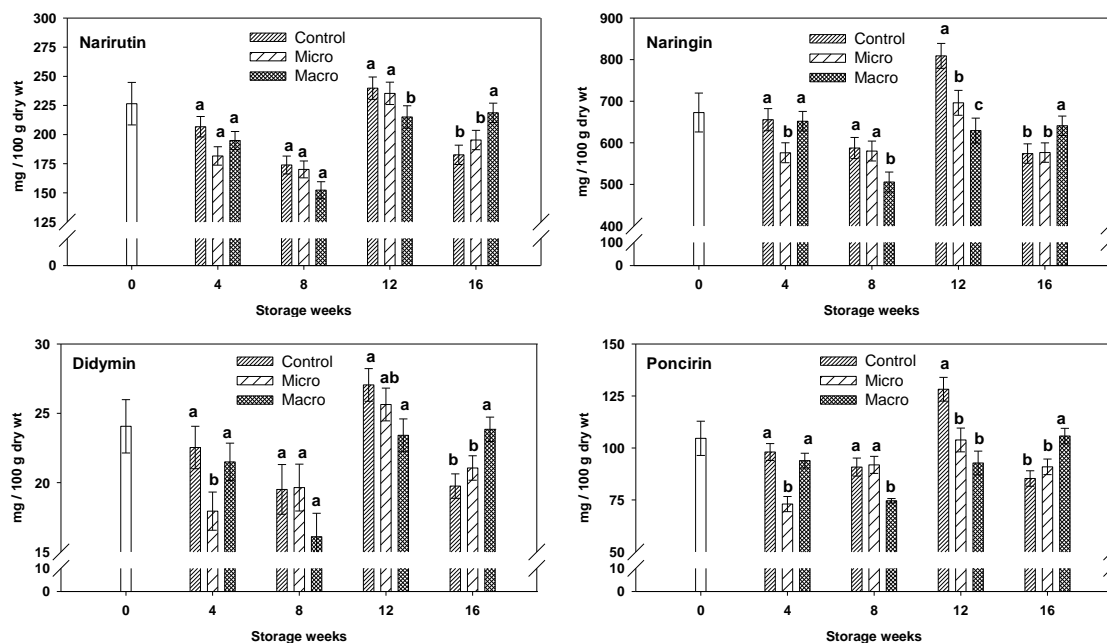 300
275
250
225
200
175
150
125
0
mg / 100 g dry wt
Narirutin
Control
Micro
Macro
a
a
a
a
a
a
a
a
b
b
b
a
0
4
8
12
16
Storage weeks
900
800
700
600
500
400
100
0
mg / 100 g dry wt
Naringin
Control
Micro
Macro
a
b
a
a
a
b
a
b
c
b
b
a
0
4
8
12
16
Storage weeks
30
25
20
15
10
0
mg / 100 g dry wt
Didymin
Control
Micro
Macro
a
b
a
a
a
a
a
ab
a
b
b
a
0
4
8
12
16
Storage weeks
150
125
100
75
50
10
0
mg / 100 g dry wt
Poncirin
Control
Micro
Macro
a
b
a
a
a
b
a
b
b
b
b
a
0
4
8
12
16
Storage weeks